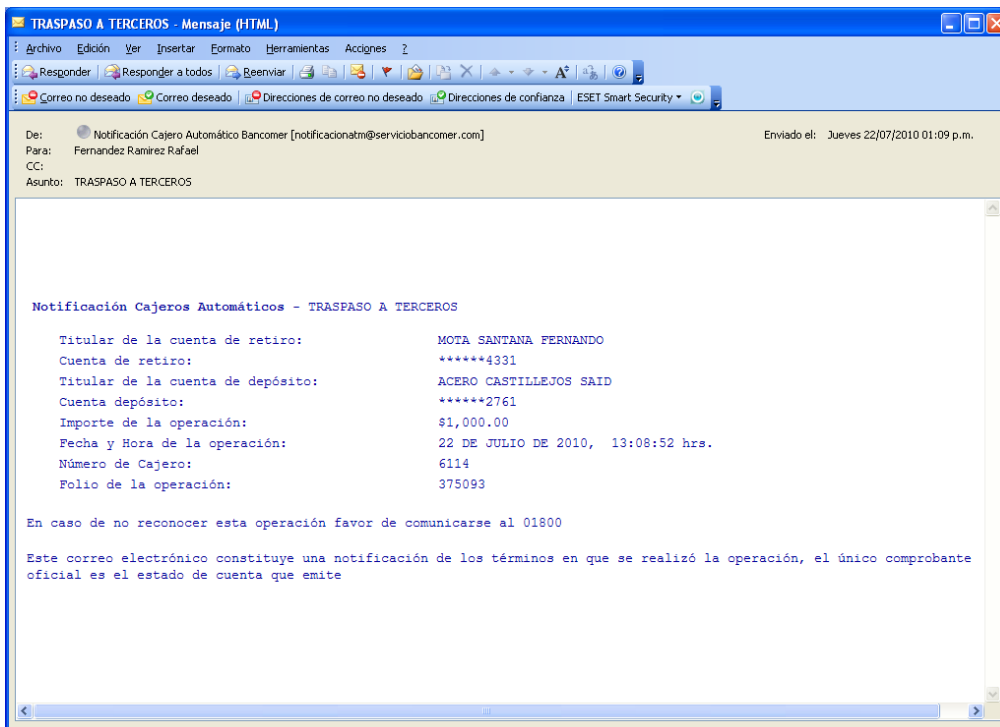 TRASPASO A TERCEROS - Mensaje (HTML)
Archivo Edición Ver Insertar Formato Herramientas Acciones ?
Responder Responder a todos Reenviar
Correo no deseado Correo deseado Direcciones de correo no deseado Direcciones de confianza ESET Smart Security
De: Notificación Cajero Automático Bancomer [notificacionatm@serviciobancomer.com] Enviado el: Jueves 22/07/2010 01:09 p.m.
Para: Fernandez Ramirez Rafael
CC:
Asunto: TRASPASO A TERCEROS
Notificación Cajeros Automáticos - TRASPASO A TERCEROS
Titular de la cuenta de retiro: MOTA SANTANA FERNANDO
Cuenta de retiro: ******4331
Titular de la cuenta de depósito: ACERO CASTILLEJOS SAID
Cuenta depósito: ******2761
Importe de la operación: $1,000.00
Fecha y Hora de la operación: 22 DE JULIO DE 2010, 13:08:52 hrs.
Número de Cajero: 6114
Folio de la operación: 375093
En caso de no reconocer esta operación favor de comunicarse al 01800
Este correo electrónico constituye una notificación de los términos en que se realizó la operación, el único comprobante
oficial es el estado de cuenta que emite